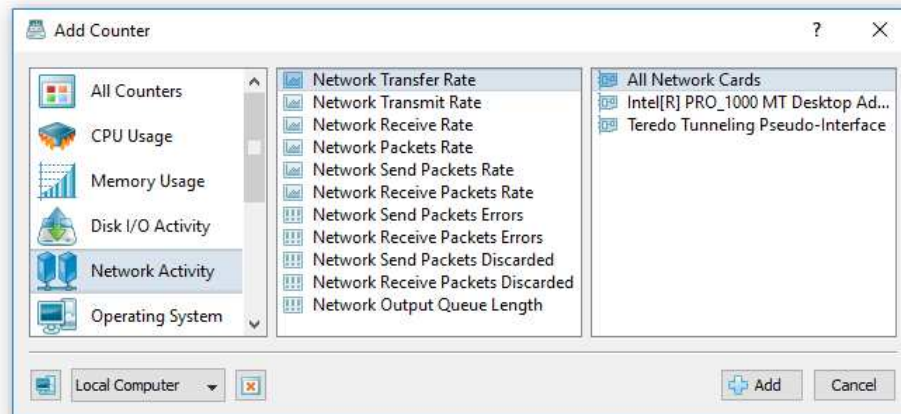 Add Counter
?
All Counters
CPU Usage
Memory Usage
Disk I/O Activity
Network Activity
Operating System
Network Transfer Rate
Network Transmit Rate
Network Receive Rate
Network Packets Rate
Network Send Packets Rate
Network Receive Packets Rate
Network Send Packets Errors
Network Receive Packets Errors
Network Send Packets Discarded
Network Receive Packets Discarded
Network Output Queue Length
All Network Cards
Intel[R] PRO_1000 MT Desktop Ad...
Teredo Tunneling Pseudo-Interface
Local Computer
Add
Cancel